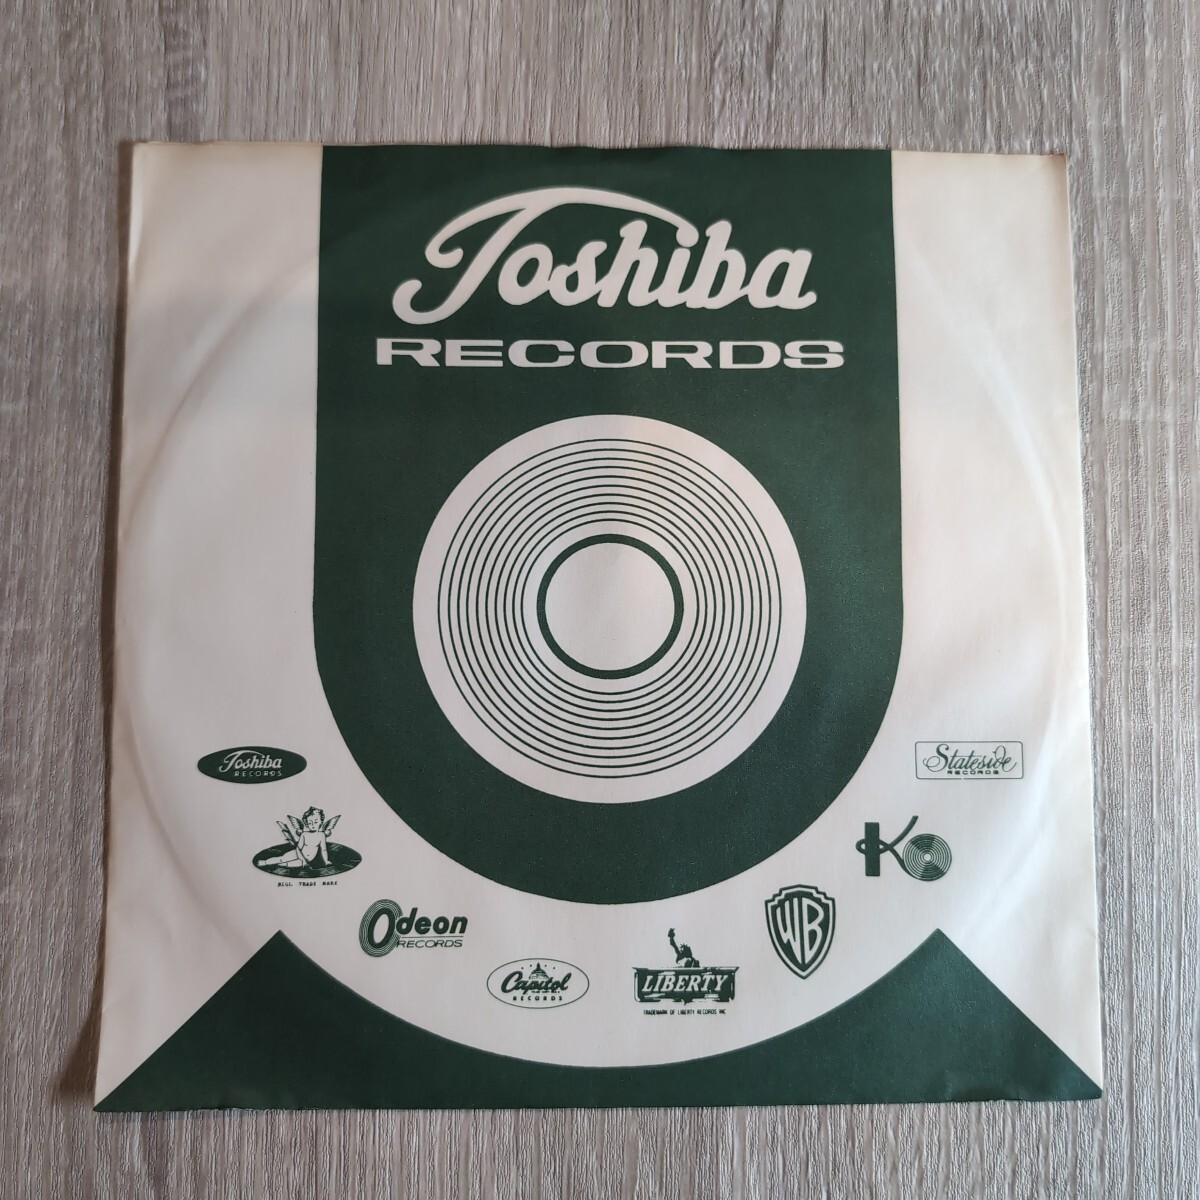 Toshiba
RECORDS
Toshiba
RECORDS
REGI. TRADE MARK
Odeon
RECORDS
Capitol
RECORDS
LIBERTY
TRADEMARK OF LIBERTY RECORDS INC
WB
K
Stateside
RECORDS